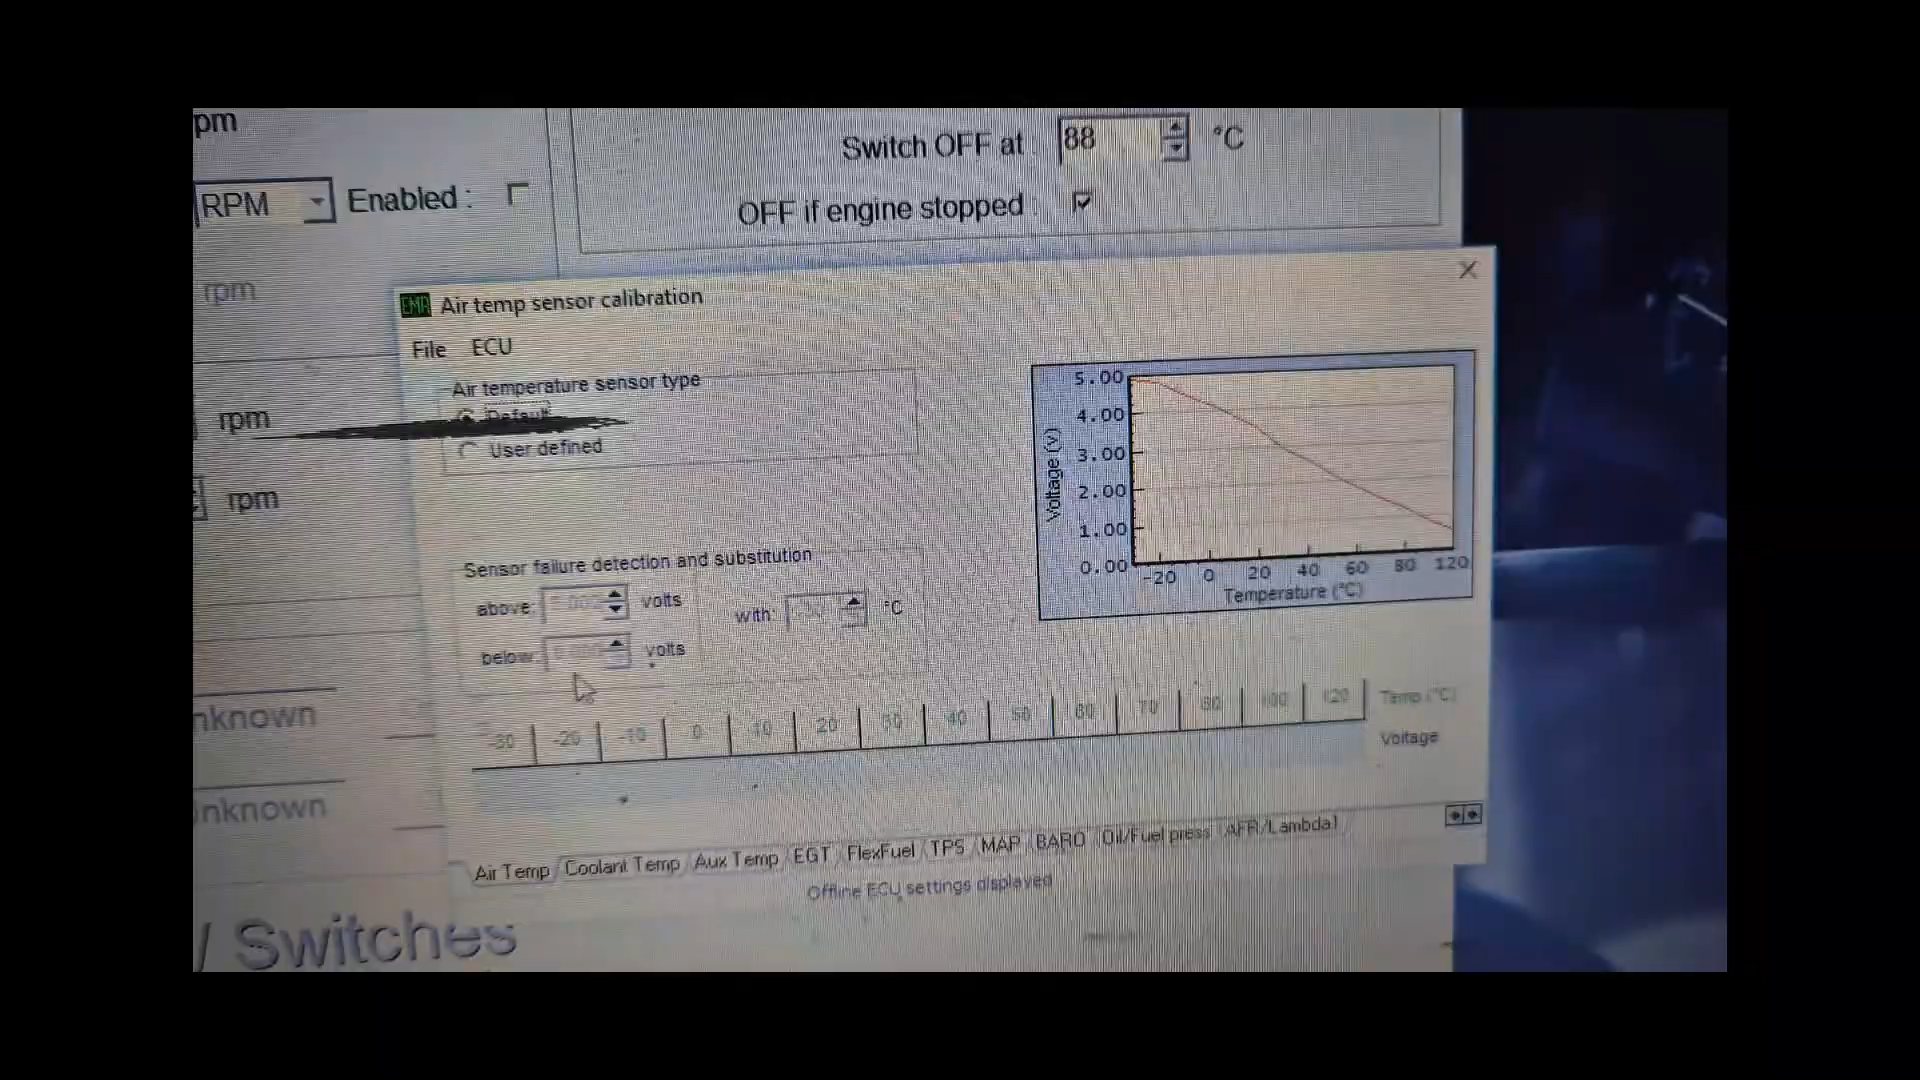 rpm
Switch OFF at : 88 °C
RPM Enabled :
OFF if engine stopped :
rpm
EMR Air temp sensor calibration
File ECU
Air temperature sensor type
rpm
Default
User defined
rpm
5.00
4.00
3.00
2.00
1.00
0.00
Voltage (v)
-20 0 20 40 60 80 120
Temperature (°C)
Sensor failure detection and substitution
above: volts
with: °C
below: volts
-30 -20 -10 0 10 20 30 40 50 60 70 80 100 120 Temp (°C)
Voltage
nknown
nknown
Air Temp Coolant Temp Aux Temp EGT FlexFuel TPS MAP BARO Oil/Fuel press AFR/Lambda1
Offline ECU settings displayed
/ Switches